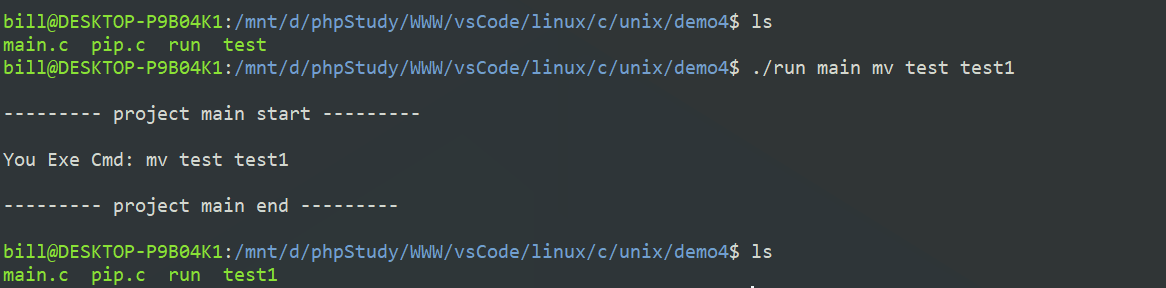 bill@DESKTOP-P9B04K1:/mnt/d/phpStudy/WWW/vsCode/linux/c/unix/demo4$ ls
main.c  pip.c  run  test
bill@DESKTOP-P9B04K1:/mnt/d/phpStudy/WWW/vsCode/linux/c/unix/demo4$ ./run main mv test test1
--------- project main start ---------
You Exe Cmd: mv test test1
--------- project main end ---------
bill@DESKTOP-P9B04K1:/mnt/d/phpStudy/WWW/vsCode/linux/c/unix/demo4$ ls
main.c  pip.c  run  test1